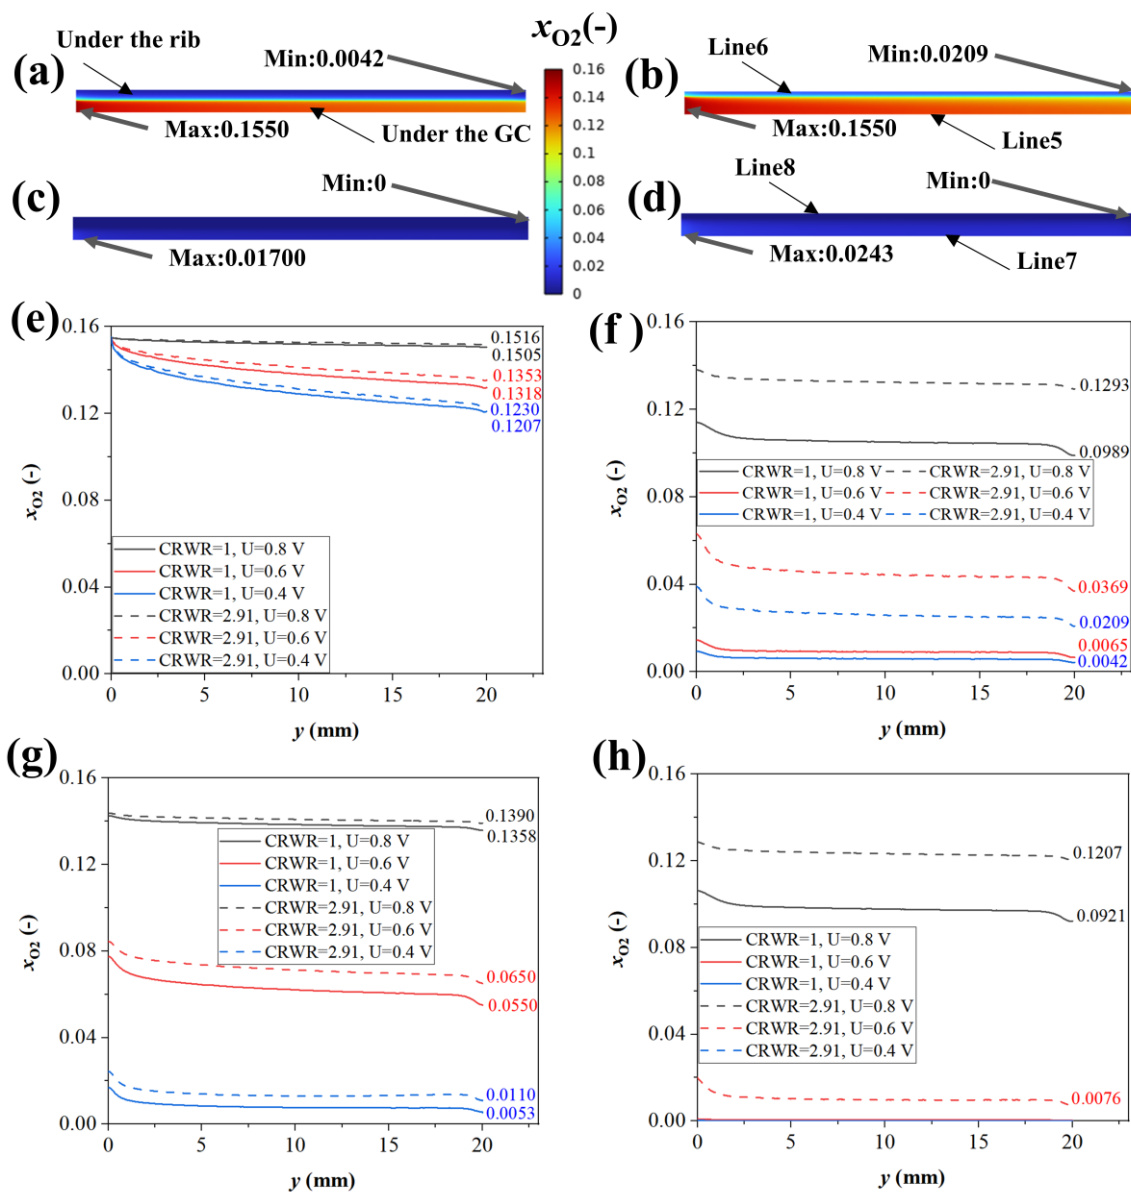 Under the rib
x_O2(-)
Line6
(a)
Min:0.0042
0.16
(b)
Min:0.0209
0.14
Max:0.1550
Under the GC
0.12
Max:0.1550
Line5
0.1
Line8
(c)
Min:0
0.08
(d)
Min:0
0.06
0.04
Max:0.01700
0.02
Max:0.0243
Line7
0
(e)
0.16
0.12
0.08
0.04
0.00
x_O2 (-)
0.1516
0.1505
0.1353
0.1318
0.1230
0.1207
CRWR=1, U=0.8 V
CRWR=1, U=0.6 V
CRWR=1, U=0.4 V
CRWR=2.91, U=0.8 V
CRWR=2.91, U=0.6 V
CRWR=2.91, U=0.4 V
0 5 10 15 20
y (mm)
(f)
0.16
0.12
0.08
0.04
0.00
x_O2 (-)
0.1293
0.0989
CRWR=1, U=0.8 V CRWR=2.91, U=0.8 V
CRWR=1, U=0.6 V CRWR=2.91, U=0.6 V
CRWR=1, U=0.4 V CRWR=2.91, U=0.4 V
0.0369
0.0209
0.0065
0.0042
0 5 10 15 20
y (mm)
(g)
0.16
0.12
0.08
0.04
0.00
x_O2 (-)
0.1390
0.1358
CRWR=1, U=0.8 V
CRWR=1, U=0.6 V
CRWR=1, U=0.4 V
CRWR=2.91, U=0.8 V
CRWR=2.91, U=0.6 V
CRWR=2.91, U=0.4 V
0.0650
0.0550
0.0110
0.0053
0 5 10 15 20
y (mm)
(h)
0.16
0.12
0.08
0.04
0.00
x_O2 (-)
0.1207
0.0921
CRWR=1, U=0.8 V
CRWR=1, U=0.6 V
CRWR=1, U=0.4 V
CRWR=2.91, U=0.8 V
CRWR=2.91, U=0.6 V
CRWR=2.91, U=0.4 V
0.0076
0 5 10 15 20
y (mm)